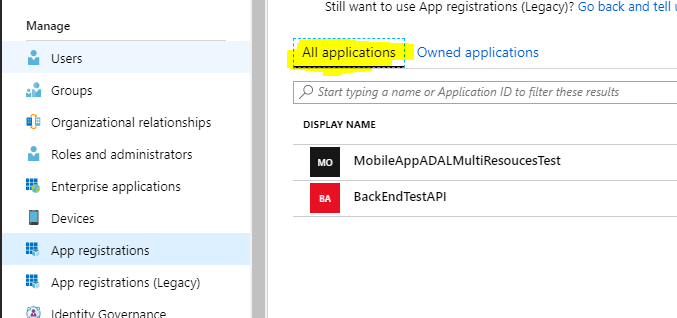 Still want to use App registrations (Legacy)? Go back and tell u
Manage
All applications
Owned applications
Users
Groups
Start typing a name or Application ID to filter these results
Organizational relationships
DISPLAY NAME
Roles and administrators
MO MobileAppADALMultiResoucesTest
Enterprise applications
BA BackEndTestAPI
Devices
App registrations
App registrations (Legacy)
Identity Governance